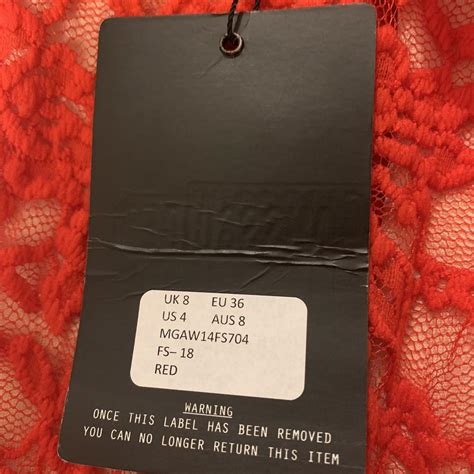 UK 8 EU 36
US 4 AUS 8
MGAW14FS704
FS– 18
RED
WARNING
ONCE THIS LABEL HAS BEEN REMOVED
YOU CAN NO LONGER RETURN THIS ITEM